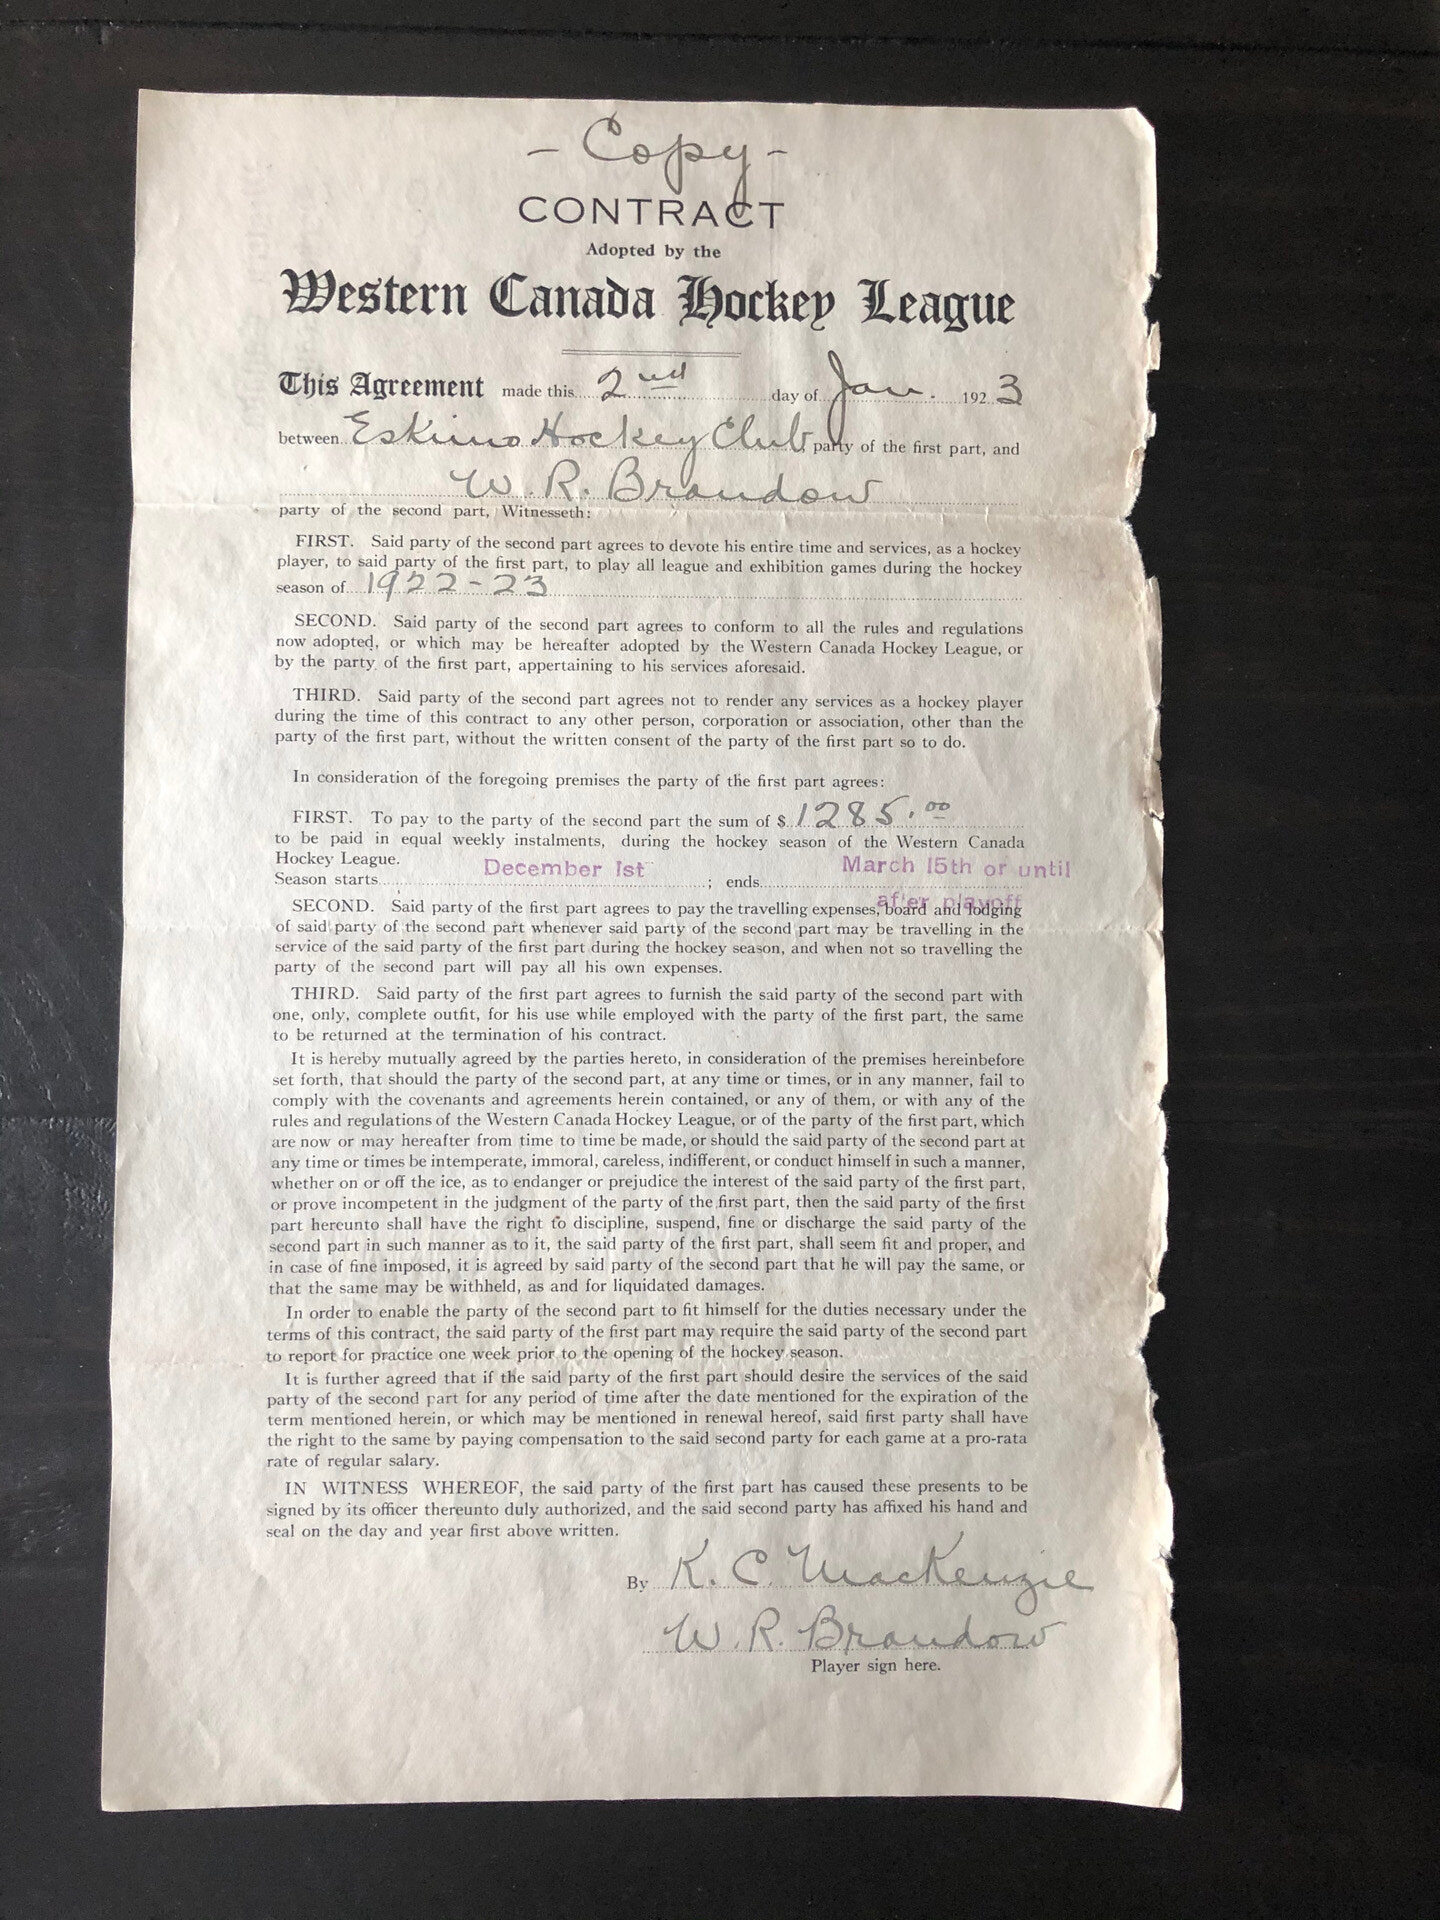 - Copy -
CONTRACT
Adopted by the
Western Canada Hockey League
This Agreement made this 2nd day of Jan. 1923
between Eskimo Hockey Club, party of the first part, and
W. R. Brandow
party of the second part, Witnesseth:
FIRST. Said party of the second part agrees to devote his entire time and services, as a hockey
player, to said party of the first part, to play all league and exhibition games during the hockey
season of 1922-23
SECOND. Said party of the second part agrees to conform to all the rules and regulations
now adopted, or which may be hereafter adopted by the Western Canada Hockey League, or
by the party of the first part, appertaining to his services aforesaid.
THIRD. Said party of the second part agrees not to render any services as a hockey player
during the time of this contract to any other person, corporation or association, other than the
party of the first part, without the written consent of the party of the first part so to do.
In consideration of the foregoing premises the party of the first part agrees:
FIRST. To pay to the party of the second part the sum of $ 1285.00
to be paid in equal weekly instalments, during the hockey season of the Western Canada
Hockey League.
Season starts December 1st ; ends March 15th or until
after playoff
SECOND. Said party of the first part agrees to pay the travelling expenses, board and lodging
of said party of the second part whenever said party of the second part may be travelling in the
service of the said party of the first part during the hockey season, and when not so travelling the
party of the second part will pay all his own expenses.
THIRD. Said party of the first part agrees to furnish the said party of the second part with
one, only, complete outfit, for his use while employed with the party of the first part, the same
to be returned at the termination of his contract.
It is hereby mutually agreed by the parties hereto, in consideration of the premises hereinbefore
set forth, that should the party of the second part, at any time or times, or in any manner, fail to
comply with the covenants and agreements herein contained, or any of them, or with any of the
rules and regulations of the Western Canada Hockey League, or of the party of the first part, which
are now or may hereafter from time to time be made, or should the said party of the second part at
any time or times be intemperate, immoral, careless, indifferent, or conduct himself in such a manner,
whether on or off the ice, as to endanger or prejudice the interest of the said party of the first part,
or prove incompetent in the judgment of the party of the first part, then the said party of the first
part hereunto shall have the right to discipline, suspend, fine or discharge the said party of the
second part in such manner as to it, the said party of the first part, shall seem fit and proper, and
in case of fine imposed, it is agreed by said party of the second part that he will pay the same, or
that the same may be withheld, as and for liquidated damages.
In order to enable the party of the second part to fit himself for the duties necessary under the
terms of this contract, the said party of the first part may require the said party of the second part
to report for practice one week prior to the opening of the hockey season.
It is further agreed that if the said party of the first part should desire the services of the said
party of the second part for any period of time after the date mentioned for the expiration of the
term mentioned herein, or which may be mentioned in renewal hereof, said first party shall have
the right to the same by paying compensation to the said second party for each game at a pro-rata
rate of regular salary.
IN WITNESS WHEREOF, the said party of the first part has caused these presents to be
signed by its officer thereunto duly authorized, and the said second party has affixed his hand and
seal on the day and year first above written.
By K. C. MacKenzie
W. R. Brandow
Player sign here.